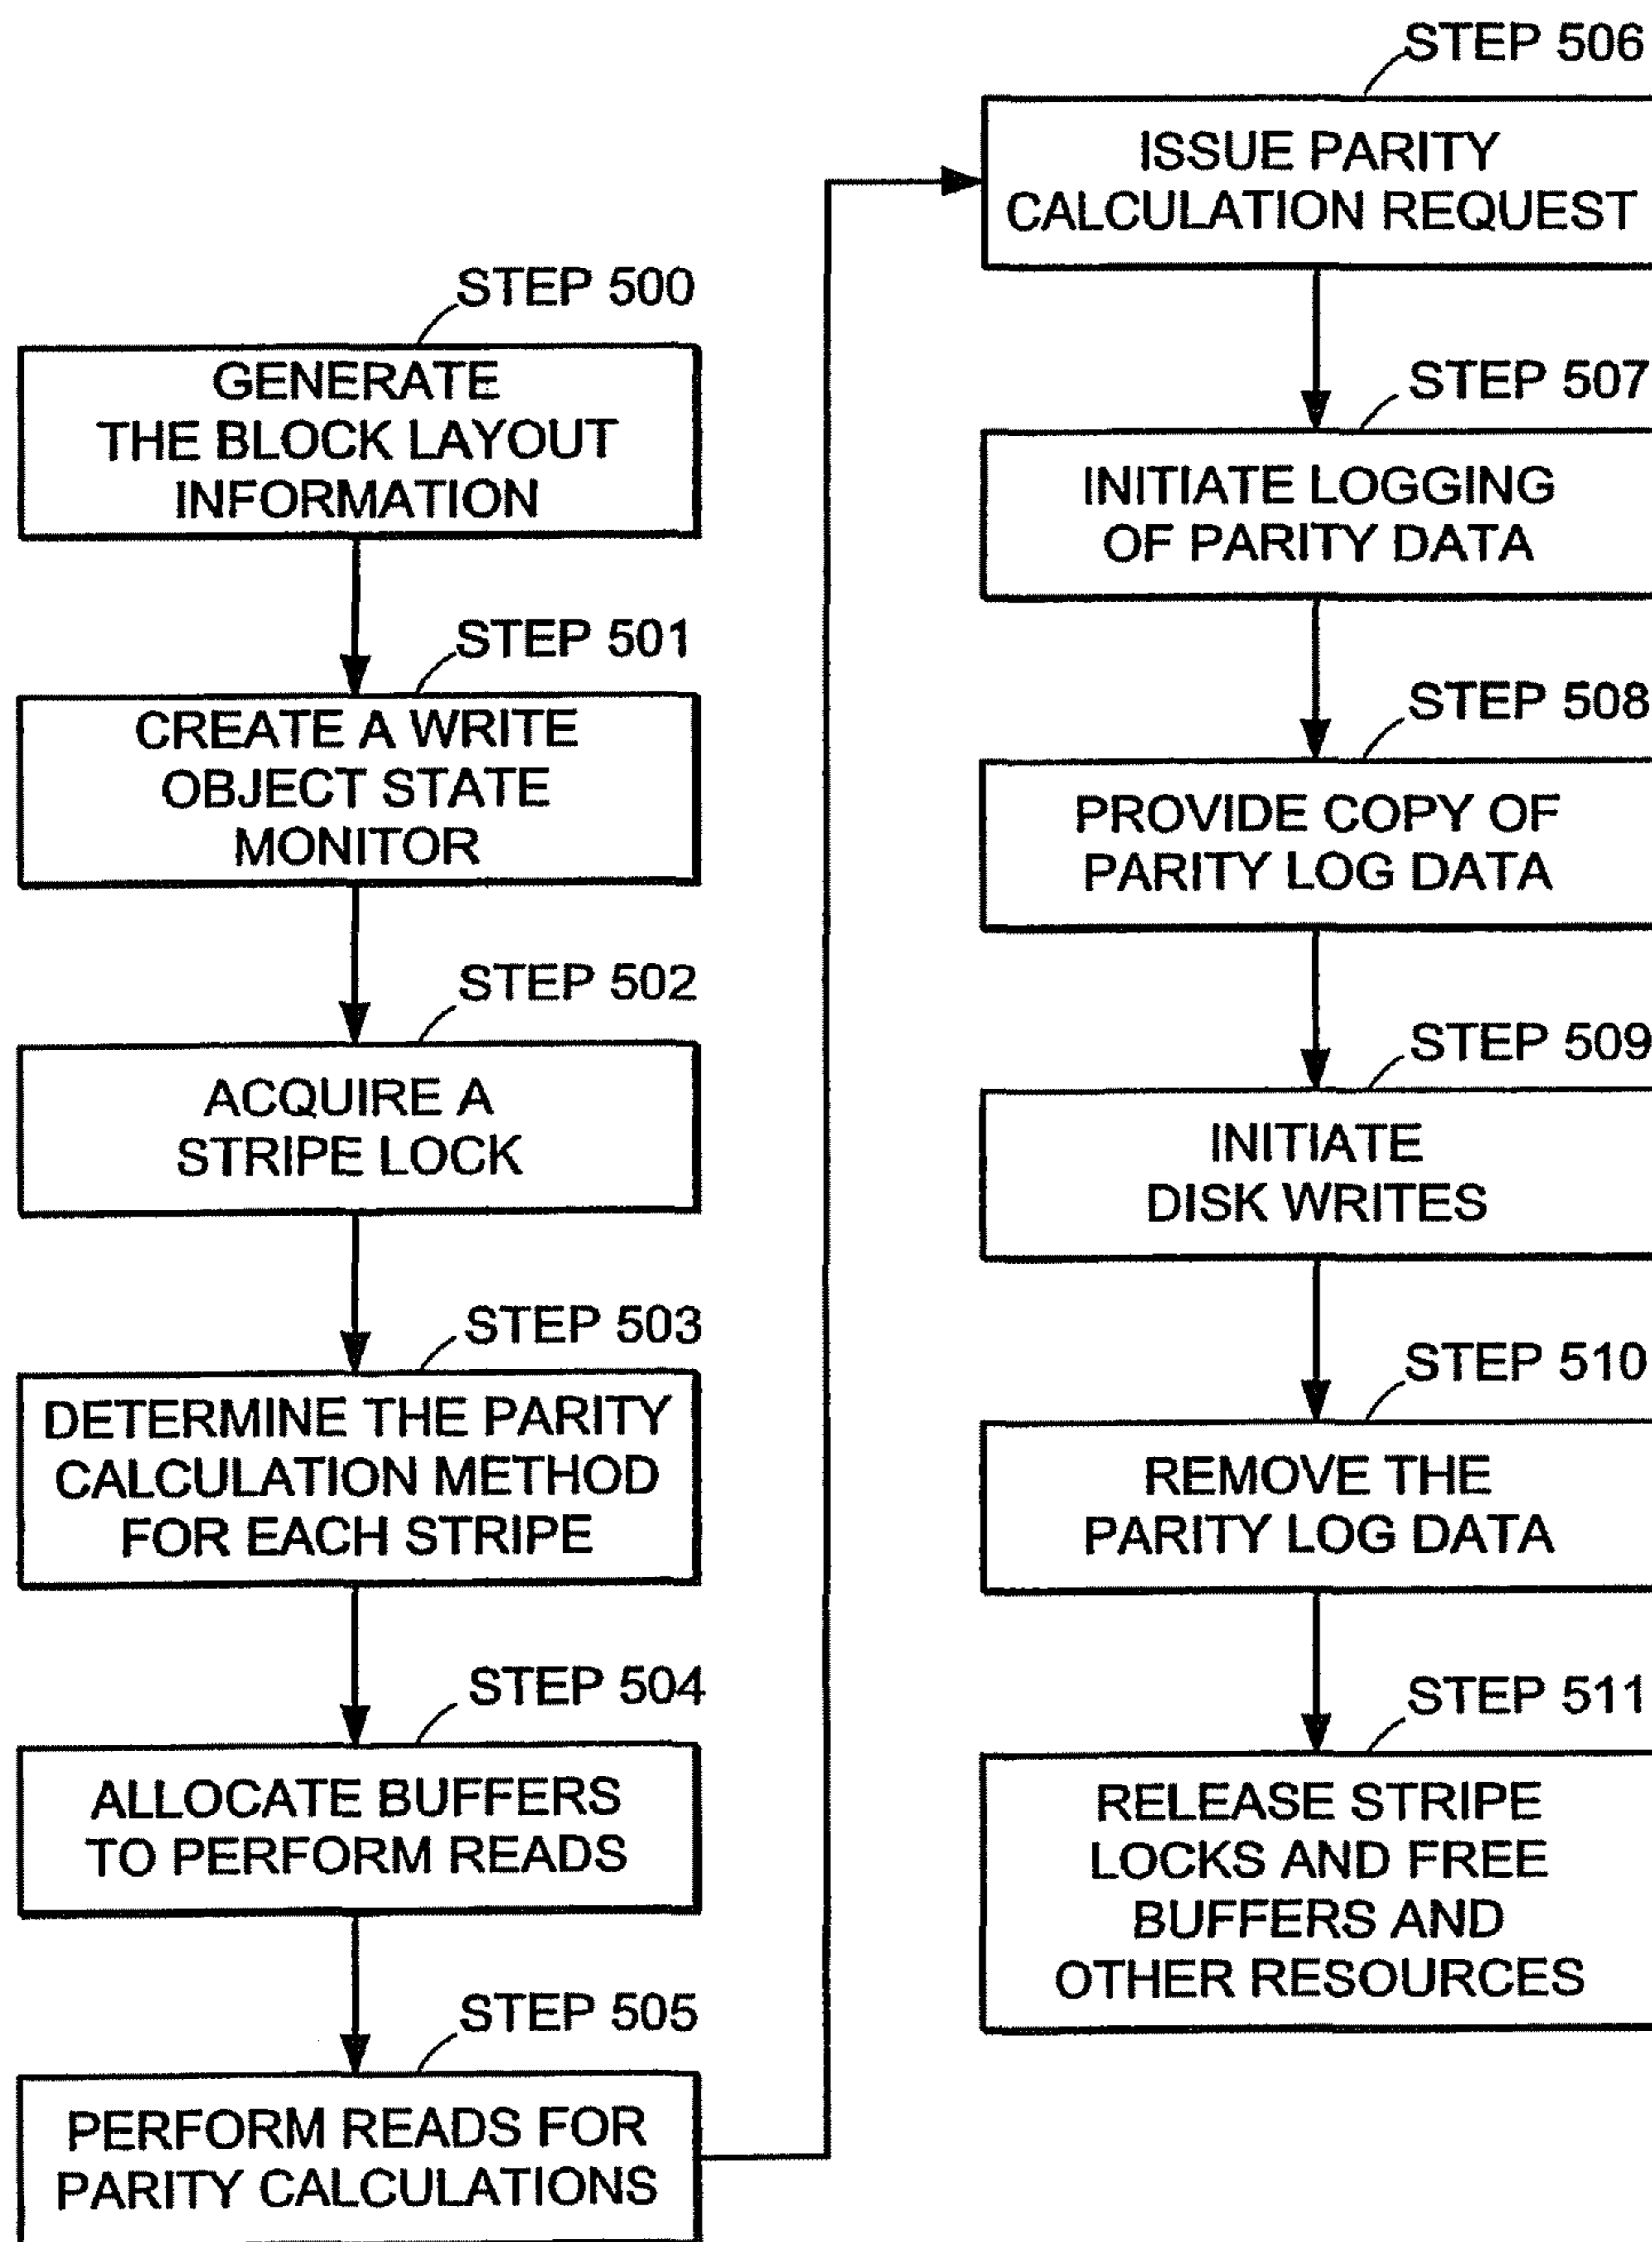 STEP 500
GENERATE
THE BLOCK LAYOUT
INFORMATION
STEP 501
CREATE A WRITE
OBJECT STATE
MONITOR
STEP 502
ACQUIRE A
STRIPE LOCK
STEP 503
DETERMINE THE PARITY
CALCULATION METHOD
FOR EACH STRIPE
STEP 504
ALLOCATE BUFFERS
TO PERFORM READS
STEP 505
PERFORM READS FOR
PARITY CALCULATIONS
STEP 506
ISSUE PARITY
CALCULATION REQUEST
STEP 507
INITIATE LOGGING
OF PARITY DATA
STEP 508
PROVIDE COPY OF
PARITY LOG DATA
STEP 509
INITIATE
DISK WRITES
STEP 510
REMOVE THE
PARITY LOG DATA
STEP 511
RELEASE STRIPE
LOCKS AND FREE
BUFFERS AND
OTHER RESOURCES